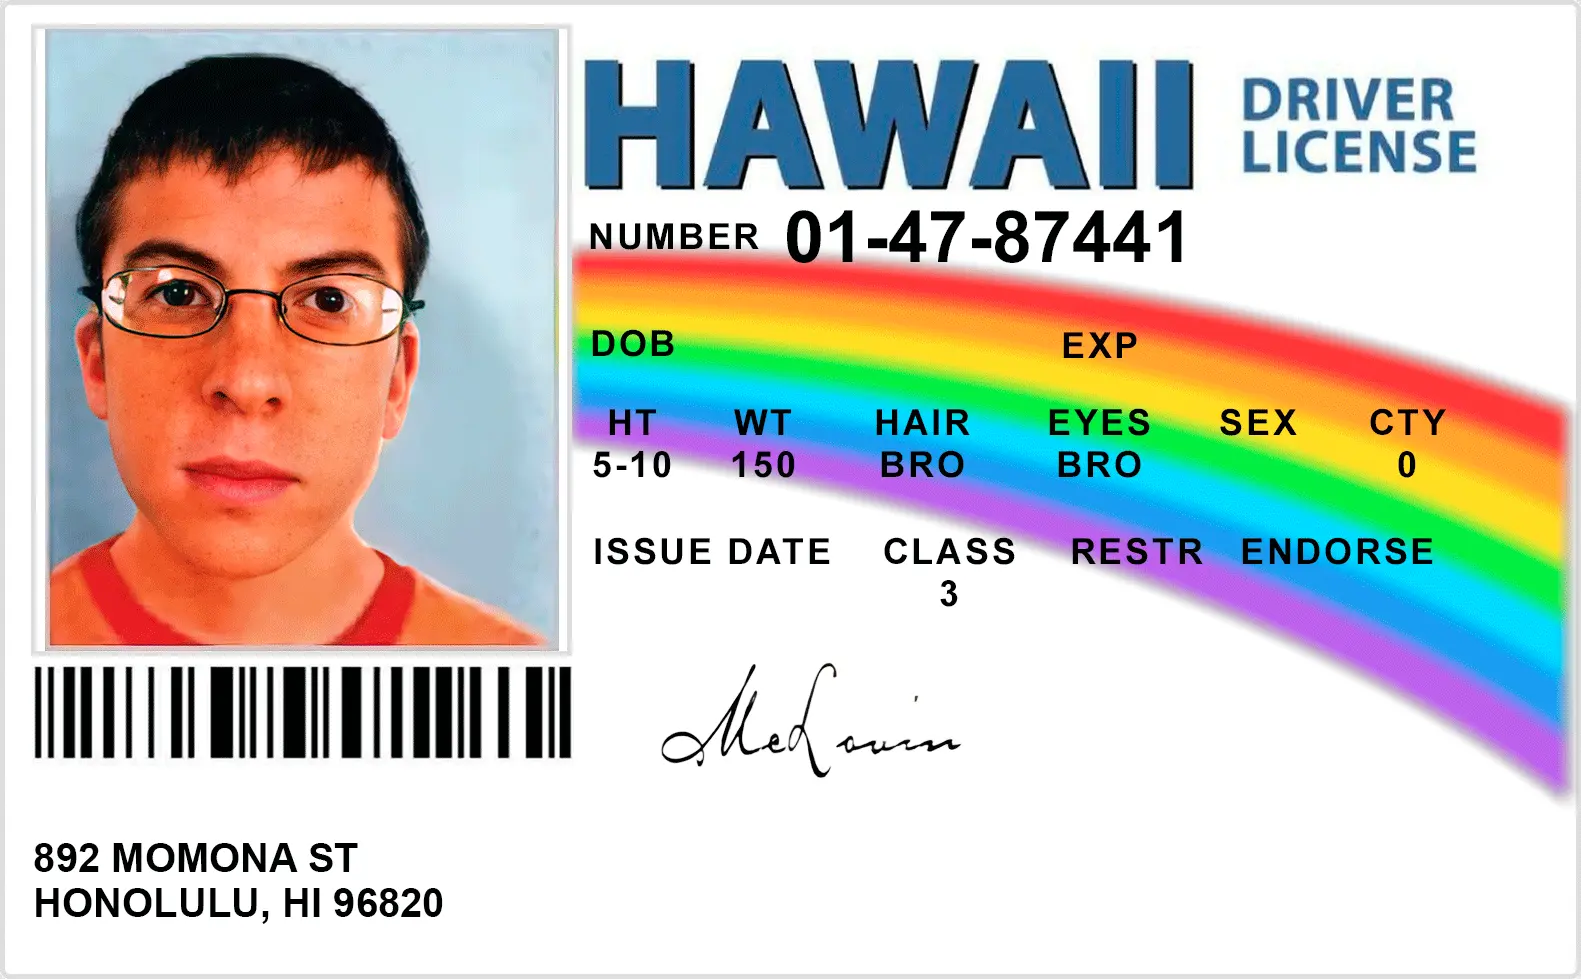 HAWAII DRIVER LICENSE
NUMBER 01-47-87441
DOB EXP
HT WT HAIR EYES SEX CTY
5-10 150 BRO BRO 0
ISSUE DATE CLASS RESTR ENDORSE
3
McLovin
892 MOMONA ST
HONOLULU, HI 96820